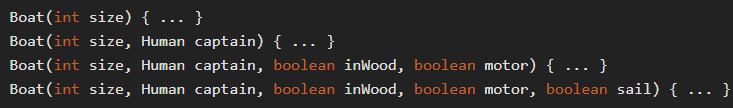 Boat(int size) { ... }
Boat(int size, Human captain) { ... }
Boat(int size, Human captain, boolean inWood, boolean motor) { ... }
Boat(int size, Human captain, boolean inWood, boolean motor, boolean sail) { ... }